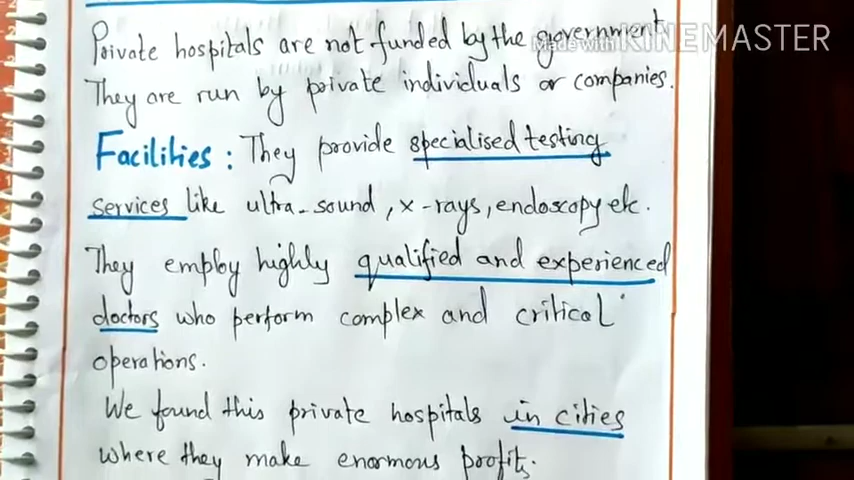 Private hospitals are not funded by the government
Made with KINEMASTER
They are run by private individuals or companies.
Facilities: They provide specialised testing
services like ultra-sound, x-rays, endoscopy etc.
They employ highly qualified and experienced
doctors who perform complex and critical
operations.
We found this private hospitals in cities
where they make enormous profits.